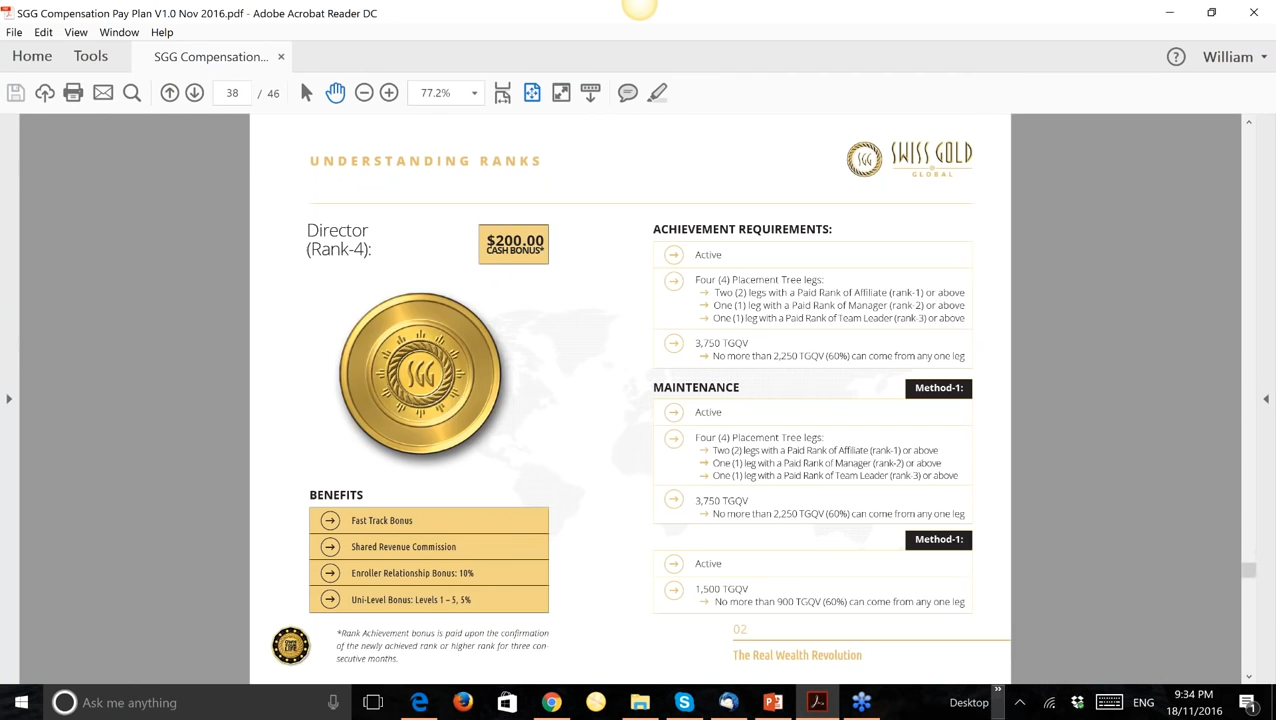 SGG Compensation Pay Plan V1.0 Nov 2016.pdf - Adobe Acrobat Reader DC
File Edit View Window Help
Home Tools SGG Compensation... × ? William
38 / 46 77.2%
UNDERSTANDING RANKS
SGG SWISS GOLD
GLOBAL
Director
(Rank-4):
$200.00
CASH BONUS*
SGG
BENEFITS
Fast Track Bonus
Shared Revenue Commission
Enroller Relationship Bonus: 10%
Uni-Level Bonus: Levels 1 – 5, 5%
*Rank Achievement bonus is paid upon the confirmation
of the newly achieved rank or higher rank for three con-
secutive months.
ACHIEVEMENT REQUIREMENTS:
Active
Four (4) Placement Tree legs:
Two (2) legs with a Paid Rank of Affiliate (rank-1) or above
One (1) leg with a Paid Rank of Manager (rank-2) or above
One (1) leg with a Paid Rank of Team Leader (rank-3) or above
3,750 TGQV
No more than 2,250 TGQV (60%) can come from any one leg
MAINTENANCE Method-1:
Active
Four (4) Placement Tree legs:
Two (2) legs with a Paid Rank of Affiliate (rank-1) or above
One (1) leg with a Paid Rank of Manager (rank-2) or above
One (1) leg with a Paid Rank of Team Leader (rank-3) or above
3,750 TGQV
No more than 2,250 TGQV (60%) can come from any one leg
Method-1:
Active
1,500 TGQV
No more than 900 TGQV (60%) can come from any one leg
02
The Real Wealth Revolution
Ask me anything Desktop ENG 9:34 PM
18/11/2016